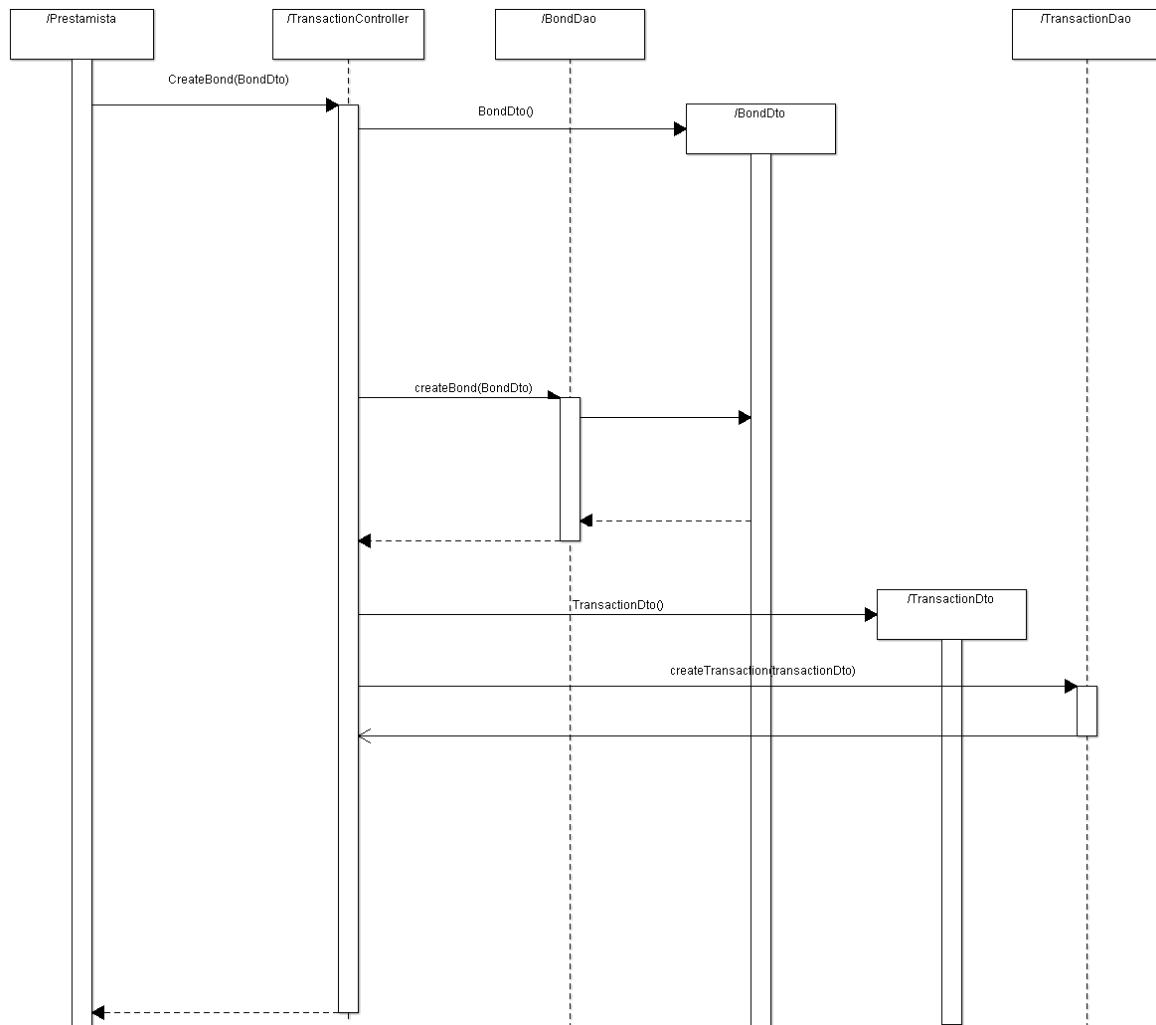 /Prestamista
/TransactionController
/BondDao
/TransactionDao
CreateBond(BondDto)
BondDto()
/BondDto
createBond(BondDto)
TransactionDto()
/TransactionDto
createTransaction(transactionDto)